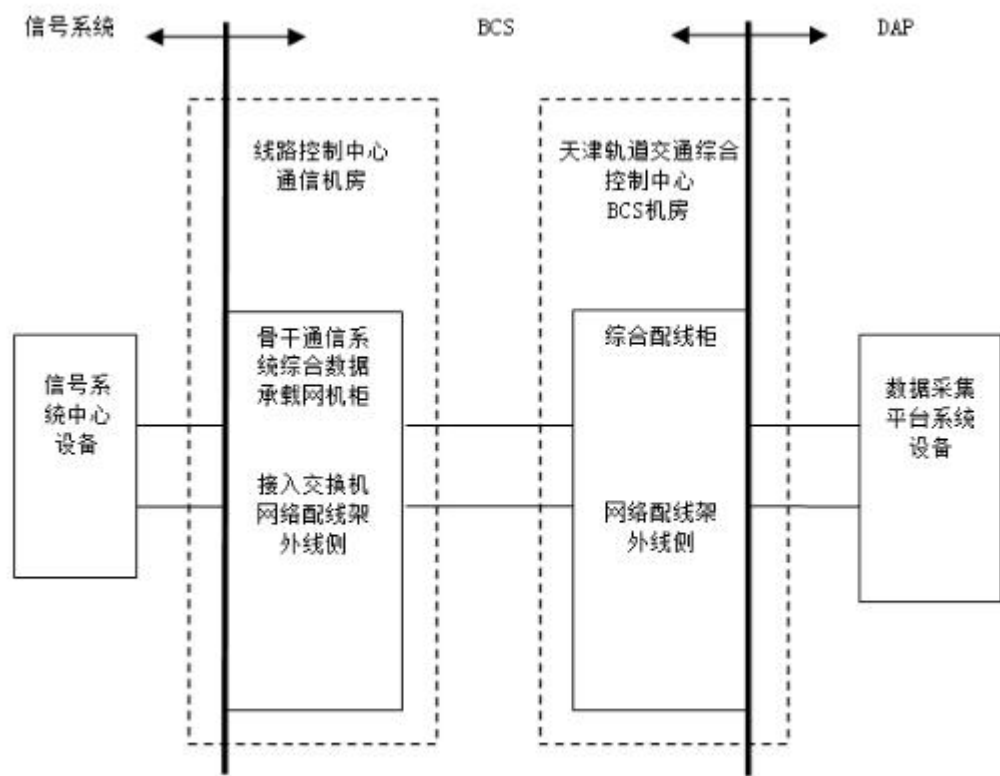 信号系统
BCS
DAP
线路控制中心
通信机房
天津轨道交通综合
控制中心
BCS机房
信号系
统中心
设备
骨干通信系
统综合数据
承载网机柜
接入交换机
网络配线架
外线侧
综合配线柜
网络配线架
外线侧
数据采集
平台系统
设备